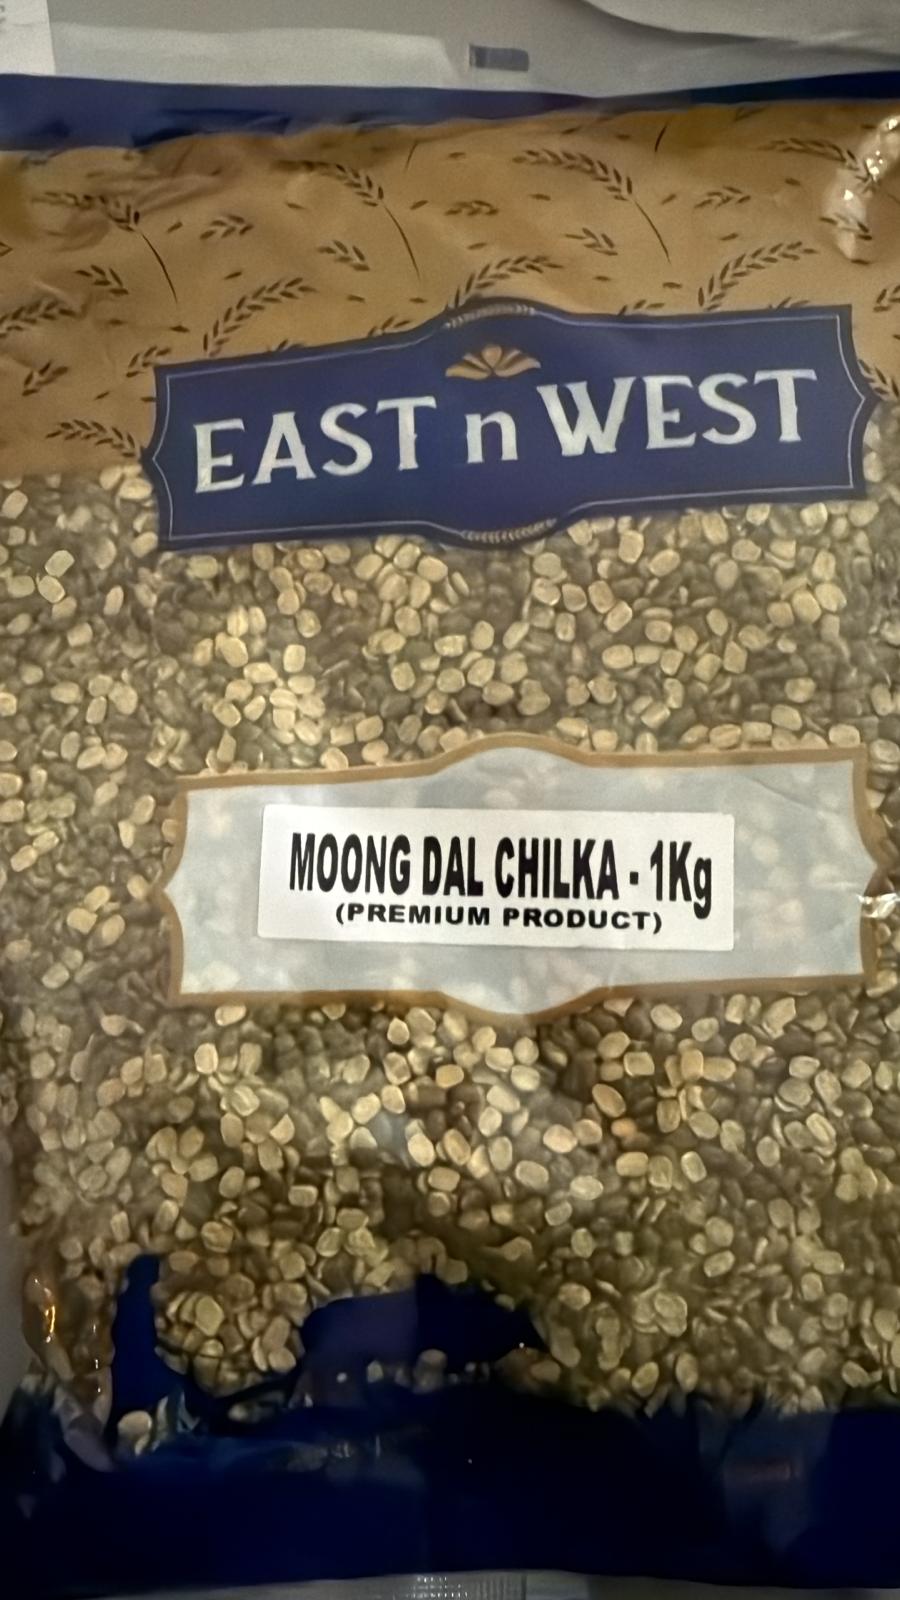 EAST n WEST
MOONG DAL CHILKA - 1Kg
(PREMIUM PRODUCT)